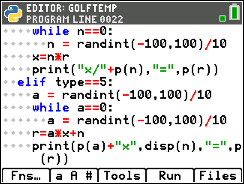 EDITOR: GOLFTEMP
PROGRAM LINE 0022
while n==0:
n = randint(-100,100)/10
x=n*r
print("x/"+p(n),"=",p(r))
elif type==5:
a = randint(-100,100)/10
while a==0:
a = randint(-100,100)/10
r=a*x+n
print(p(a)+"x",disp(n),"=",p
(r))
Fns… a A # Tools Run Files